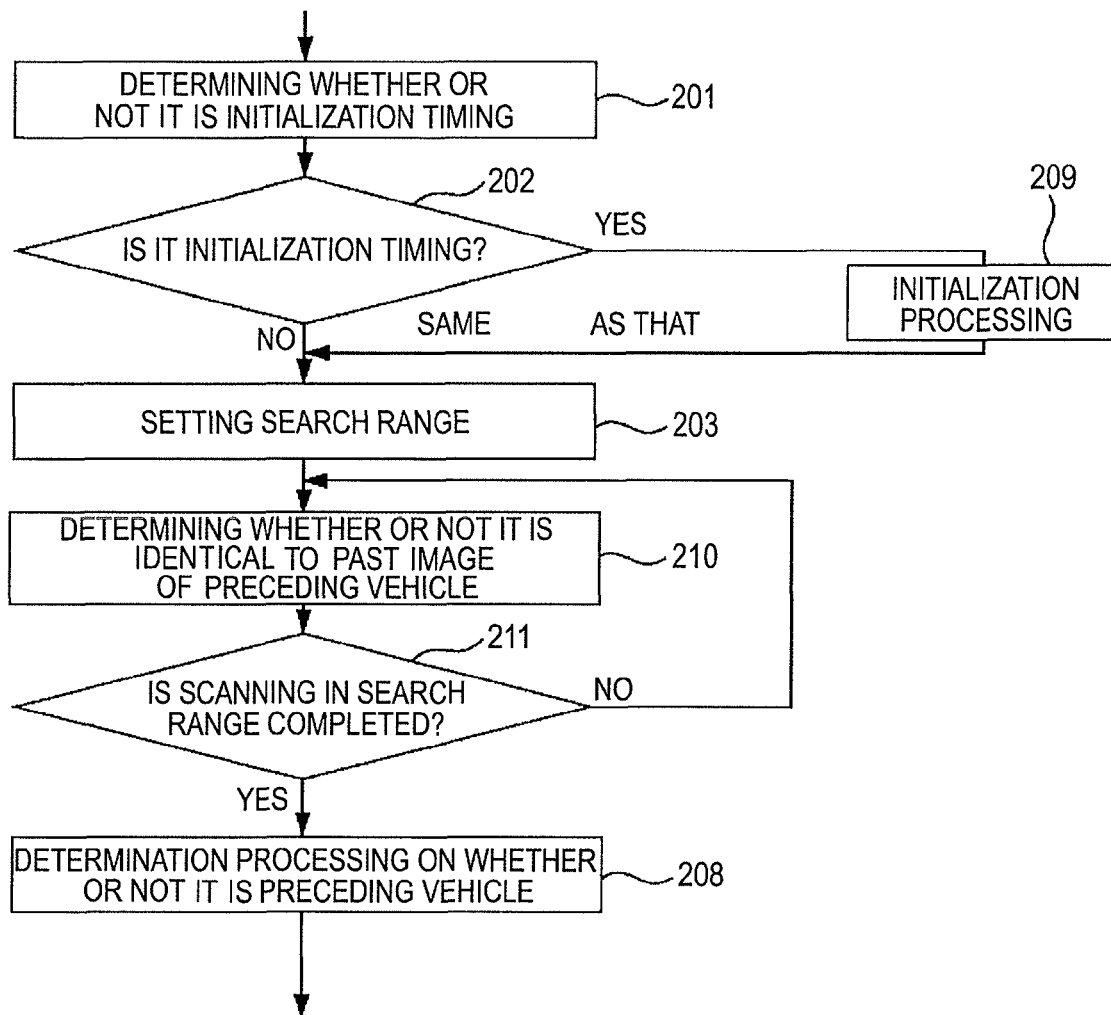 DETERMINING WHETHER OR
NOT IT IS INITIALIZATION TIMING
201
202
IS IT INITIALIZATION TIMING?
YES
209
INITIALIZATION
PROCESSING
NO
SAME AS THAT
SETTING SEARCH RANGE
203
DETERMINING WHETHER OR NOT IT IS
IDENTICAL TO PAST IMAGE
OF PRECEDING VEHICLE
210
211
IS SCANNING IN SEARCH
RANGE COMPLETED?
NO
YES
DETERMINATION PROCESSING ON WHETHER
OR NOT IT IS PRECEDING VEHICLE
208